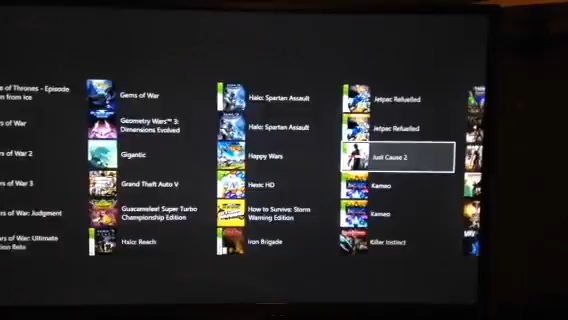 of Thrones - Episode
n from Ice
rs of War
rs of War 2
rs of War 3
rs of War: Judgment
rs of War: Ultimate
ion Beta
Gems of War
Geometry Wars™ 3:
Dimensions Evolved
Gigantic
Grand Theft Auto V
Guacamelee! Super Turbo
Championship Edition
Halo: Reach
Halo: Spartan Assault
Halo: Spartan Assault
Happy Wars
Hexic HD
How to Survive: Storm
Warning Edition
Iron Brigade
Jetpac Refuelled
Jetpac Refuelled
Just Cause 2
Kameo
Kameo
Killer Instinct